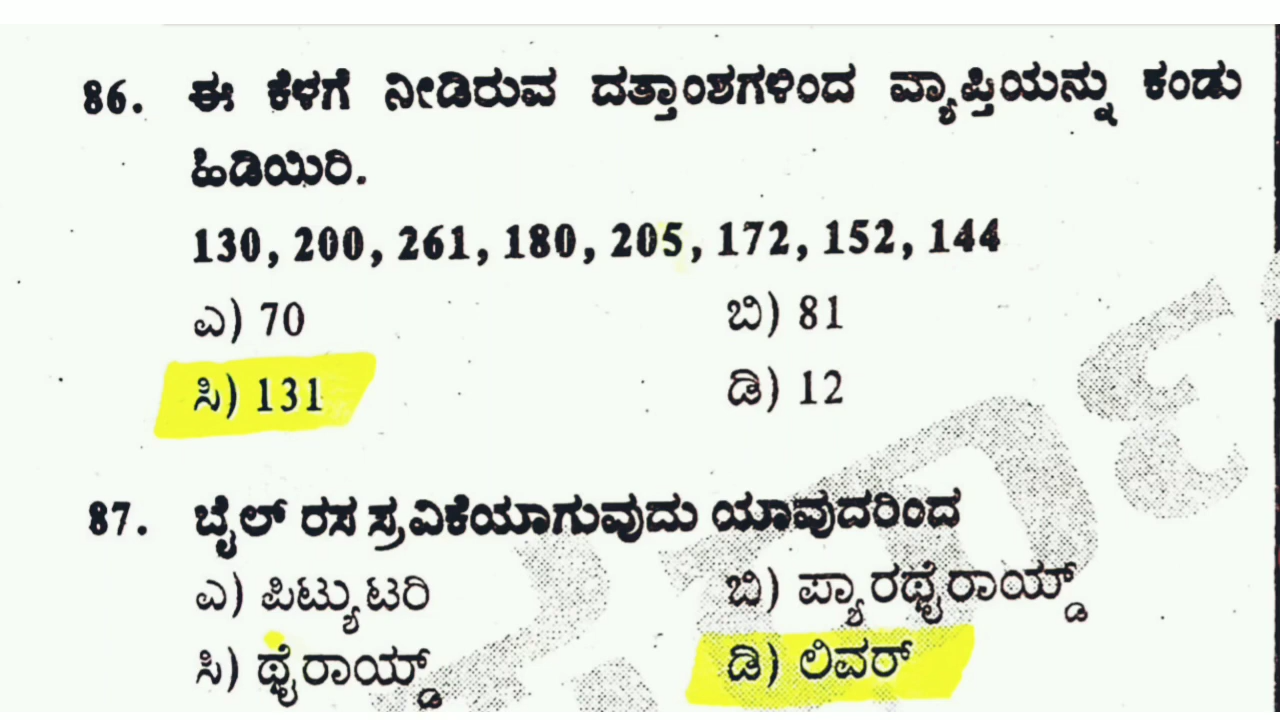 86. ಈ ಕೆಳಗೆ ನೀಡಿರುವ ದತ್ತಾಂಶಗಳಿಂದ ವ್ಯಾಪ್ತಿಯನ್ನು ಕಂಡು
ಹಿಡಿಯಿರಿ.
130, 200, 261, 180, 205, 172, 152, 144
ಎ) 70 ಬಿ) 81
ಸಿ) 131 ಡಿ) 12
87. ಬೈಲ್ ರಸ ಸ್ರವಿಕೆಯಾಗುವುದು ಯಾವುದರಿಂದ
ಎ) ಪಿಟ್ಯುಟರಿ ಬಿ) ಪ್ಯಾರಥೈರಾಯ್ಡ್
ಸಿ) ಥೈರಾಯ್ಡ್ ಡಿ) ಲಿವರ್